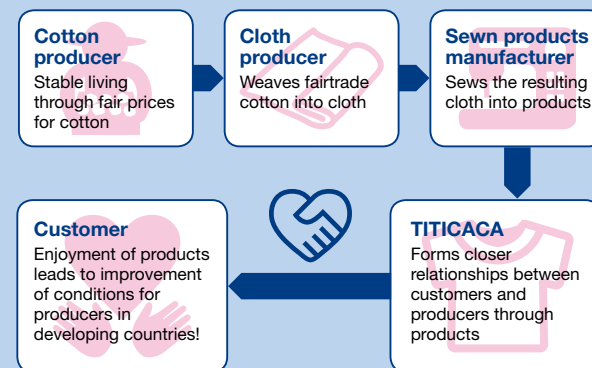 Cotton
producer
Stable living
through fair prices
for cotton
Cloth
producer
Weaves fairtrade
cotton into cloth
Sewn products
manufacturer
Sews the resulting
cloth into products
TITICACA
Forms closer
relationships between
customers and
producers through
products
Customer
Enjoyment of products
leads to improvement
of conditions for
producers in
developing countries!